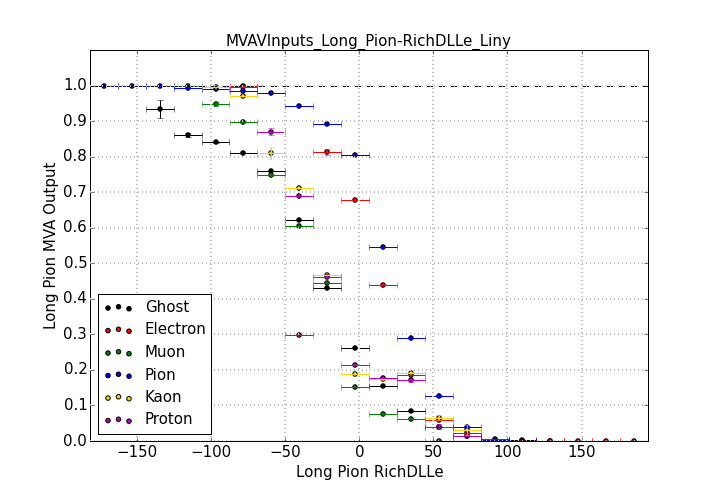 MVAVInputs_Long_Pion-RichDLLe_Liny
Long Pion MVA Output
1.0
0.9
0.8
0.7
0.6
0.5
0.4
0.3
0.2
0.1
0.0
Ghost
Electron
Muon
Pion
Kaon
Proton
−150 −100 −50 0 50 100 150
Long Pion RichDLLe